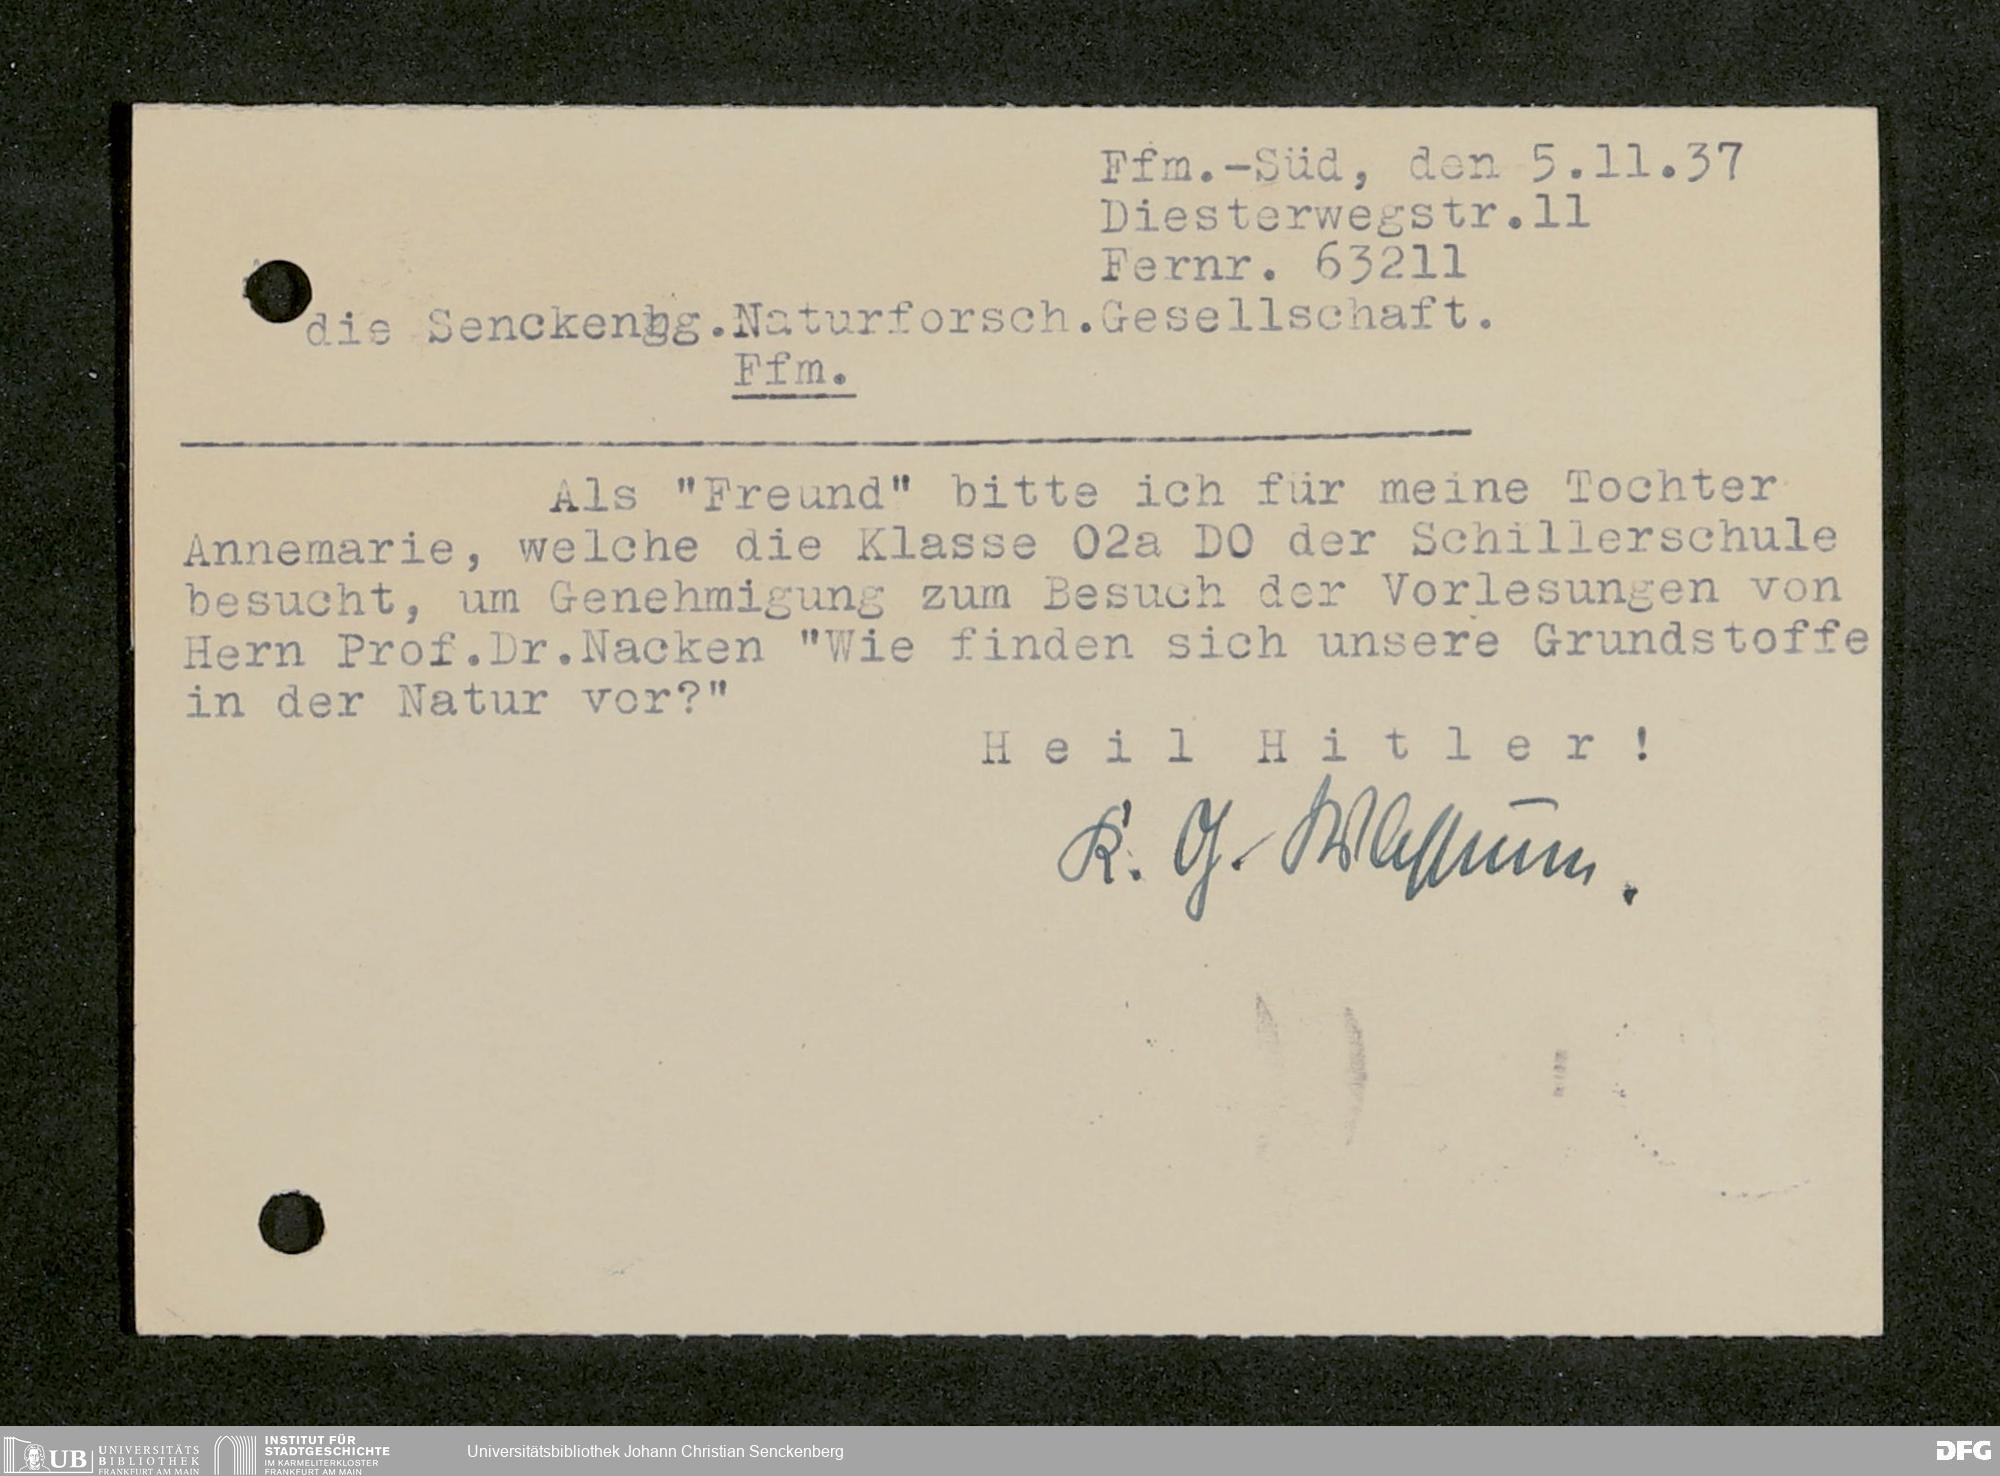 Ffm.-Süd, den 5.11.37
Diesterwegstr.11
Fernr. 63211
die Senckenbg.Naturforsch.Gesellschaft.
Ffm.
Als "Freund" bitte ich für meine Tochter
Annemarie, welche die Klasse O2a DO der Schillerschule
besucht, um Genehmigung zum Besuch der Vorlesungen von
Hern Prof.Dr.Nacken "Wie finden sich unsere Grundstoffe
in der Natur vor?"
H e i l  H i t l e r !
K. G.
UB UNIVERSITÄTS
BIBLIOTHEK
FRANKFURT AM MAIN
INSTITUT FÜR
STADTGESCHICHTE
IM KARMELITERKLOSTER
FRANKFURT AM MAIN
Universitätsbibliothek Johann Christian Senckenberg
DFG